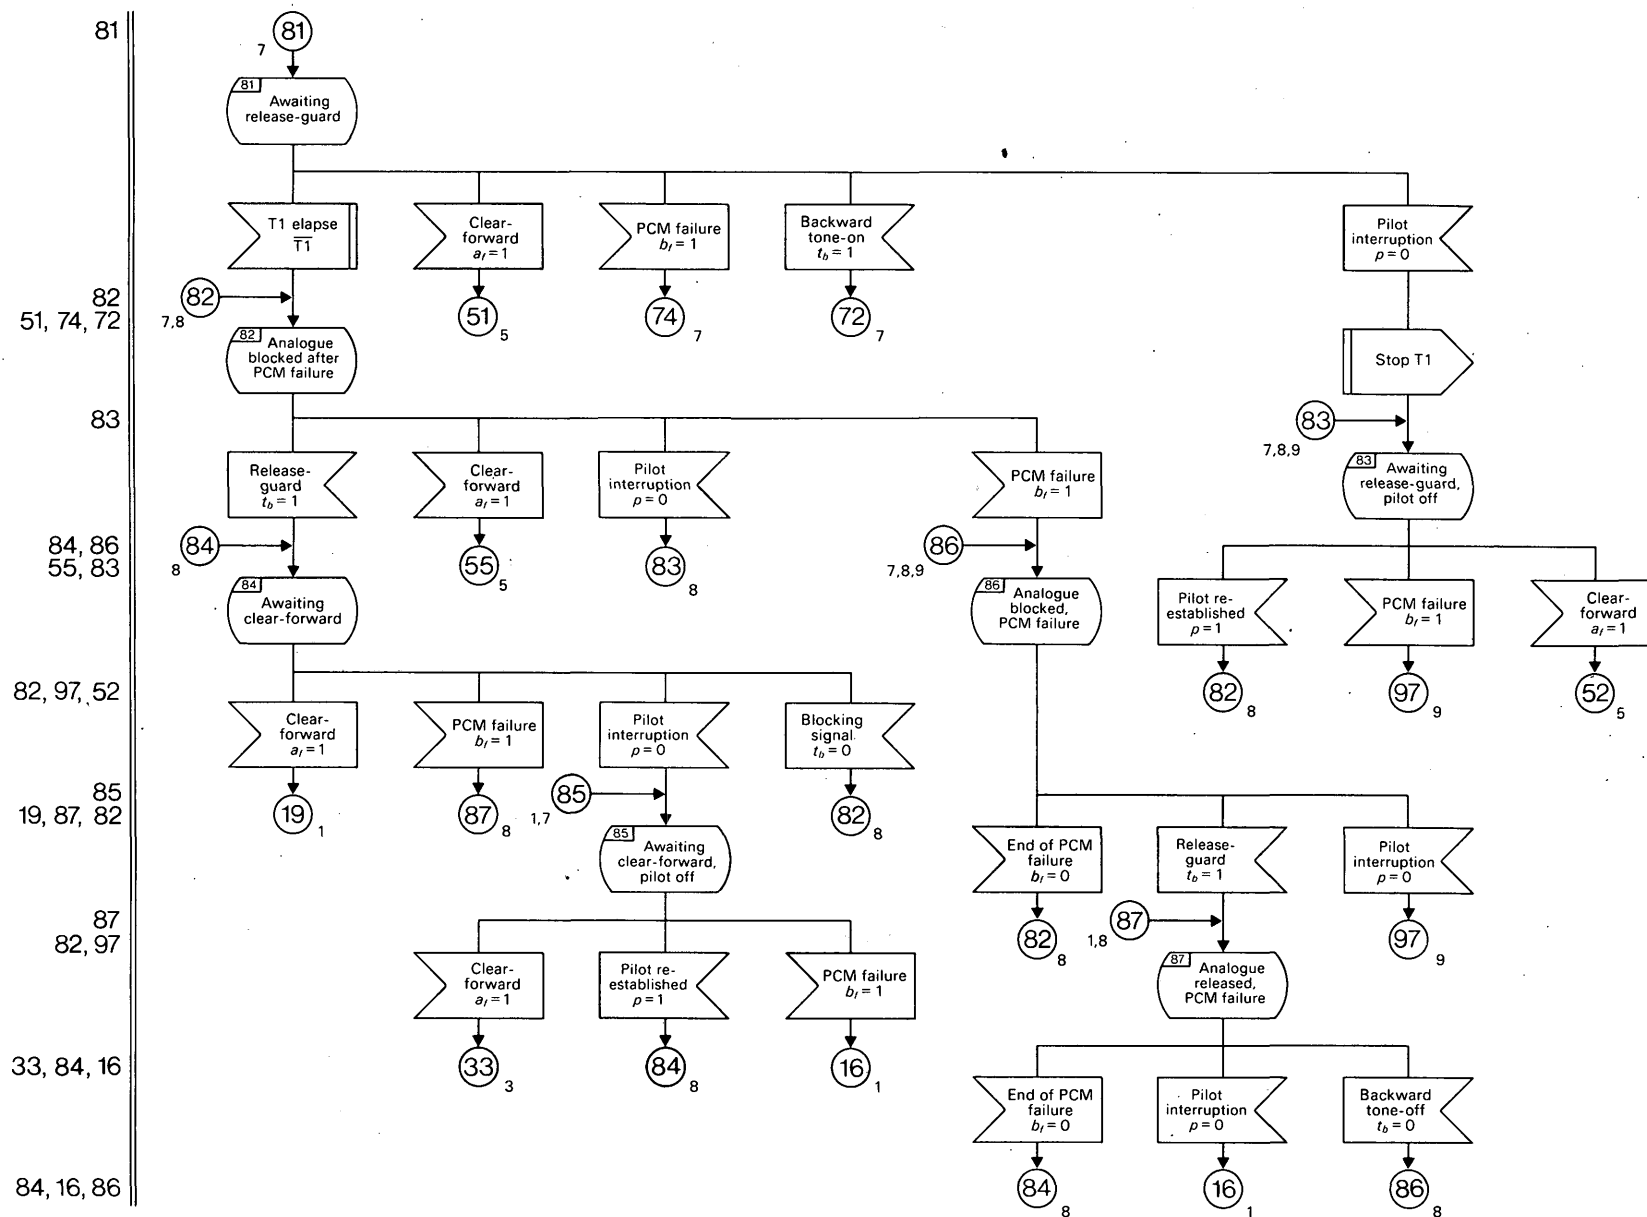 81
81
7
81
Awaiting
release-guard
T1 elapse
T1
Clear-
forward
a_f = 1
PCM failure
b_f = 1
Backward
tone-on
t_b = 1
Pilot
interruption
p = 0
82
51, 74, 72
82
7,8
51
5
74
7
72
7
82
Analogue
blocked after
PCM failure
Stop T1
83
83
7,8,9
83
Awaiting
release-guard,
pilot off
Release-
guard
t_b = 1
Clear-
forward
a_f = 1
Pilot
interruption
p = 0
PCM failure
b_f = 1
84, 86
55, 83
84
8
55
5
83
8
86
7,8,9
84
Awaiting
clear-forward
86
Analogue
blocked,
PCM failure
Pilot re-
established
p = 1
PCM failure
b_f = 1
Clear-
forward
a_f = 1
82, 97, 52
82
8
97
9
52
5
Clear-
forward
a_f = 1
PCM failure
b_f = 1
Pilot
interruption
p = 0
Blocking
signal
t_b = 0
85
19, 87, 82
19
1
87
8
85
1,7
82
8
85
Awaiting
clear-forward,
pilot off
End of PCM
failure
b_f = 0
Release-
guard
t_b = 1
Pilot
interruption
p = 0
87
82, 97
82
8
87
1,8
97
9
Clear-
forward
a_f = 1
Pilot re-
established
p = 1
PCM failure
b_f = 1
87
Analogue
released,
PCM failure
33, 84, 16
33
3
84
8
16
1
End of PCM
failure
b_f = 0
Pilot
interruption
p = 0
Backward
tone-off
t_b = 0
84, 16, 86
84
8
16
1
86
8